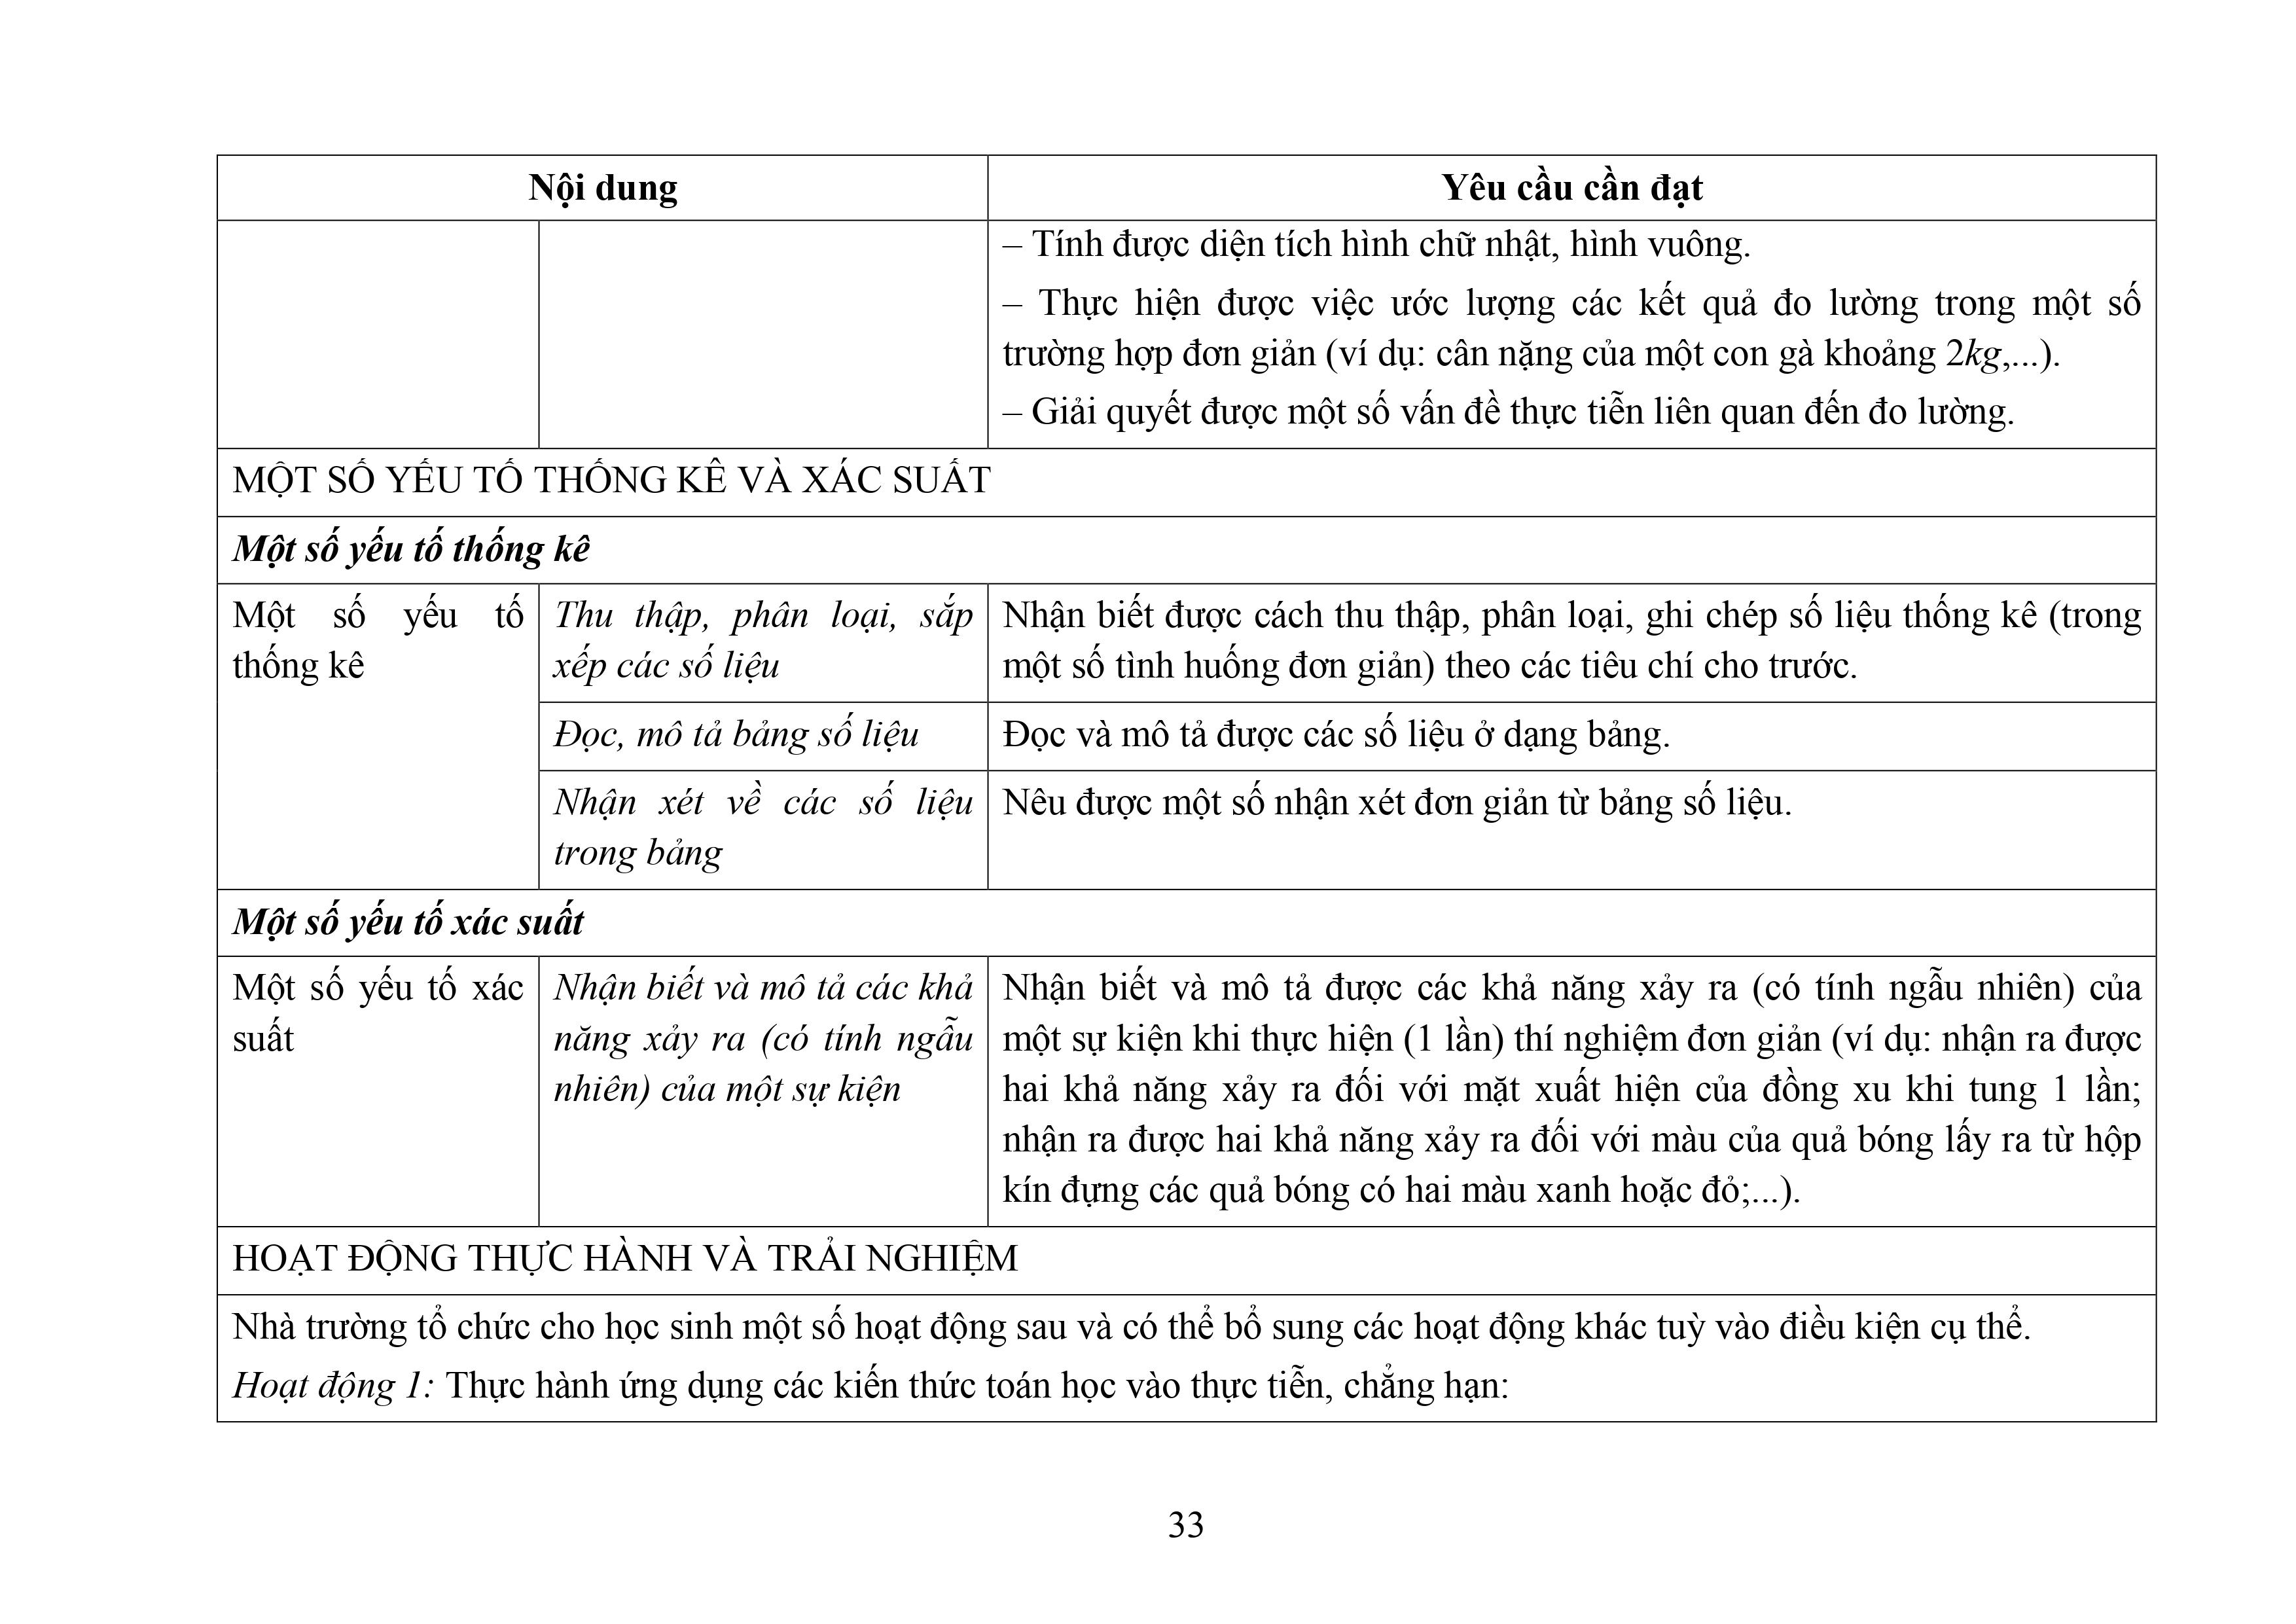 Nội dung
Yêu cầu cần đạt
– Tính được diện tích hình chữ nhật, hình vuông.
– Thực hiện được việc ước lượng các kết quả đo lường trong một số
trường hợp đơn giản (ví dụ: cân nặng của một con gà khoảng 2kg,...).
– Giải quyết được một số vấn đề thực tiễn liên quan đến đo lường.
MỘT SỐ YẾU TỐ THỐNG KÊ VÀ XÁC SUẤT
Một số yếu tố thống kê
Một số yếu tố
thống kê
Thu thập, phân loại, sắp
xếp các số liệu
Nhận biết được cách thu thập, phân loại, ghi chép số liệu thống kê (trong
một số tình huống đơn giản) theo các tiêu chí cho trước.
Đọc, mô tả bảng số liệu
Đọc và mô tả được các số liệu ở dạng bảng.
Nhận xét về các số liệu
trong bảng
Nêu được một số nhận xét đơn giản từ bảng số liệu.
Một số yếu tố xác suất
Một số yếu tố xác
suất
Nhận biết và mô tả các khả
năng xảy ra (có tính ngẫu
nhiên) của một sự kiện
Nhận biết và mô tả được các khả năng xảy ra (có tính ngẫu nhiên) của
một sự kiện khi thực hiện (1 lần) thí nghiệm đơn giản (ví dụ: nhận ra được
hai khả năng xảy ra đối với mặt xuất hiện của đồng xu khi tung 1 lần;
nhận ra được hai khả năng xảy ra đối với màu của quả bóng lấy ra từ hộp
kín đựng các quả bóng có hai màu xanh hoặc đỏ;...).
HOẠT ĐỘNG THỰC HÀNH VÀ TRẢI NGHIỆM
Nhà trường tổ chức cho học sinh một số hoạt động sau và có thể bổ sung các hoạt động khác tuỳ vào điều kiện cụ thể.
Hoạt động 1: Thực hành ứng dụng các kiến thức toán học vào thực tiễn, chẳng hạn:
33